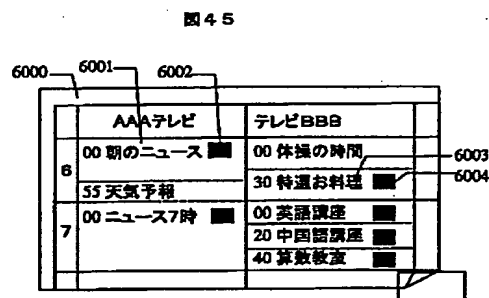 図45
6000 6001 6002
AAAテレビ テレビBBB
6
00 朝のニュース
00 体操の時間
6003
30 特選お料理
6004
55 天気予報
7
00 ニュース7時
00 英語講座
20 中国語講座
40 算数教室